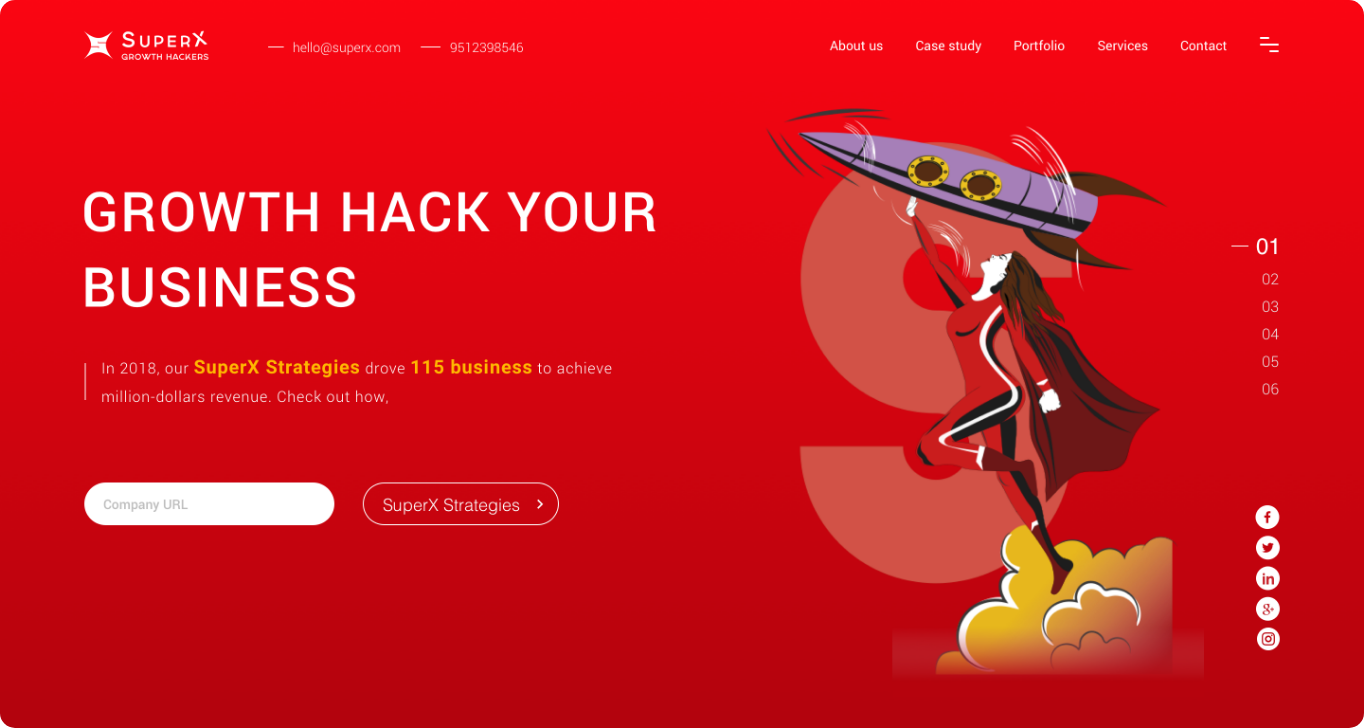 SUPERX
GROWTH HACKERS
hello@superx.com
9512398546
About us
Case study
Portfolio
Services
Contact
GROWTH HACK YOUR
BUSINESS
In 2018, our SuperX Strategies drove 115 business to achieve
million-dollars revenue. Check out how,
Company URL
SuperX Strategies
01
02
03
04
05
06